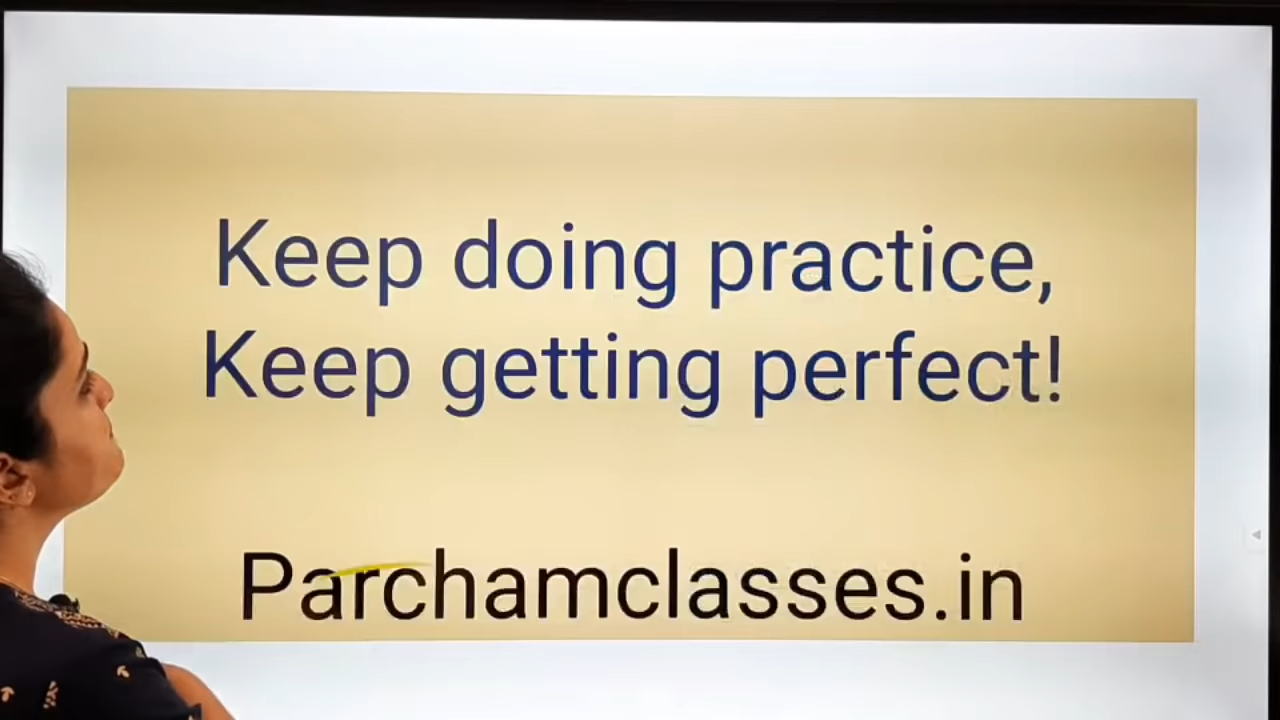 Keep doing practice,
Keep getting perfect!
Parchamclasses.in